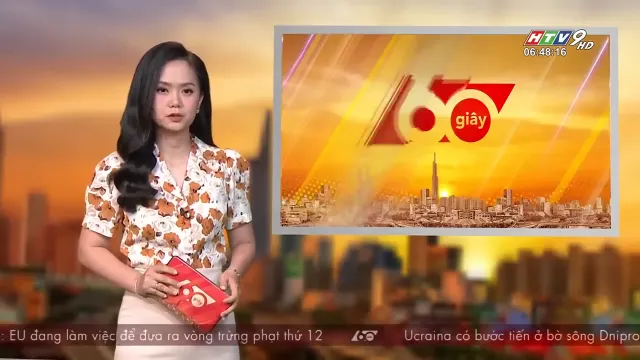 HTV9 HD
06:48:16
60 giây
: EU đang làm việc để đưa ra vòng trừng phạt thứ 12 60 Ucraina có bước tiến ở bờ sông Dnipro